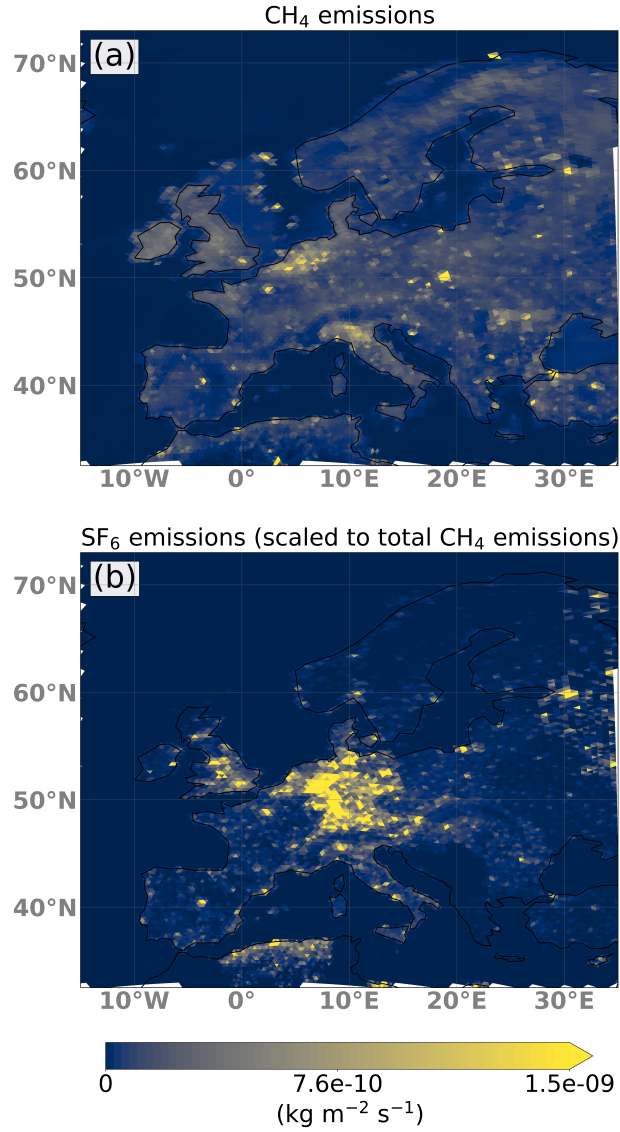 CH₄ emissions
(a)
70°N
60°N
50°N
40°N
10°W 0° 10°E 20°E 30°E
SF₆ emissions (scaled to total CH₄ emissions)
(b)
70°N
60°N
50°N
40°N
10°W 0° 10°E 20°E 30°E
0 7.6e-10 1.5e-09
(kg m⁻² s⁻¹)